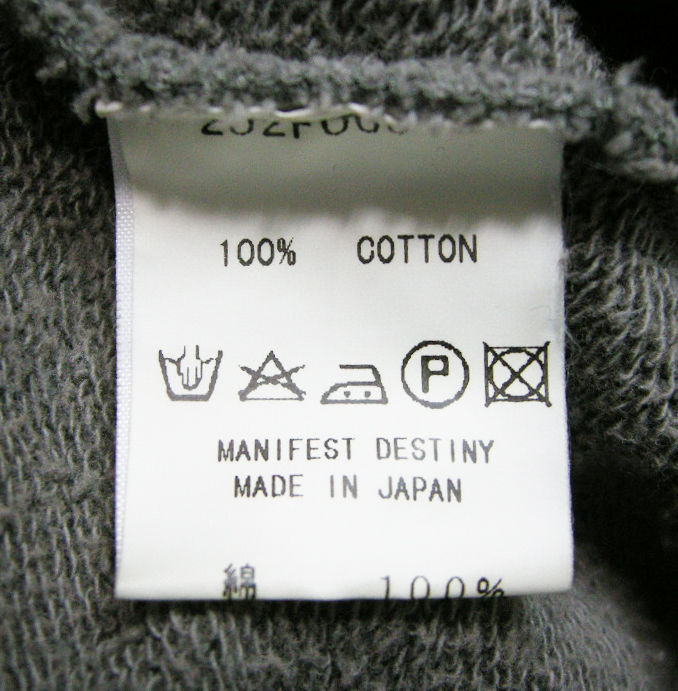 100% COTTON
P
MANIFEST DESTINY
MADE IN JAPAN
綿 100%